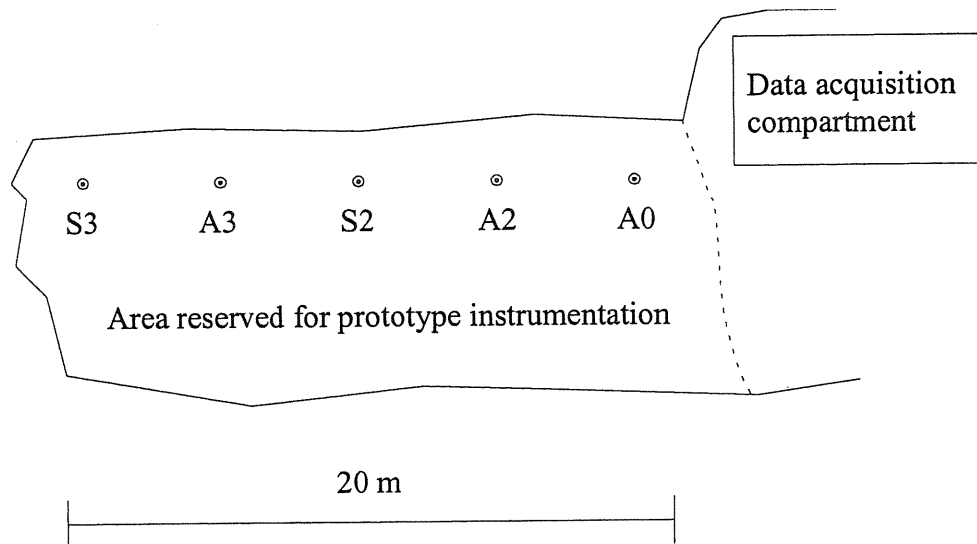 Data acquisition
compartment
S3 A3 S2 A2 A0
Area reserved for prototype instrumentation
20 m